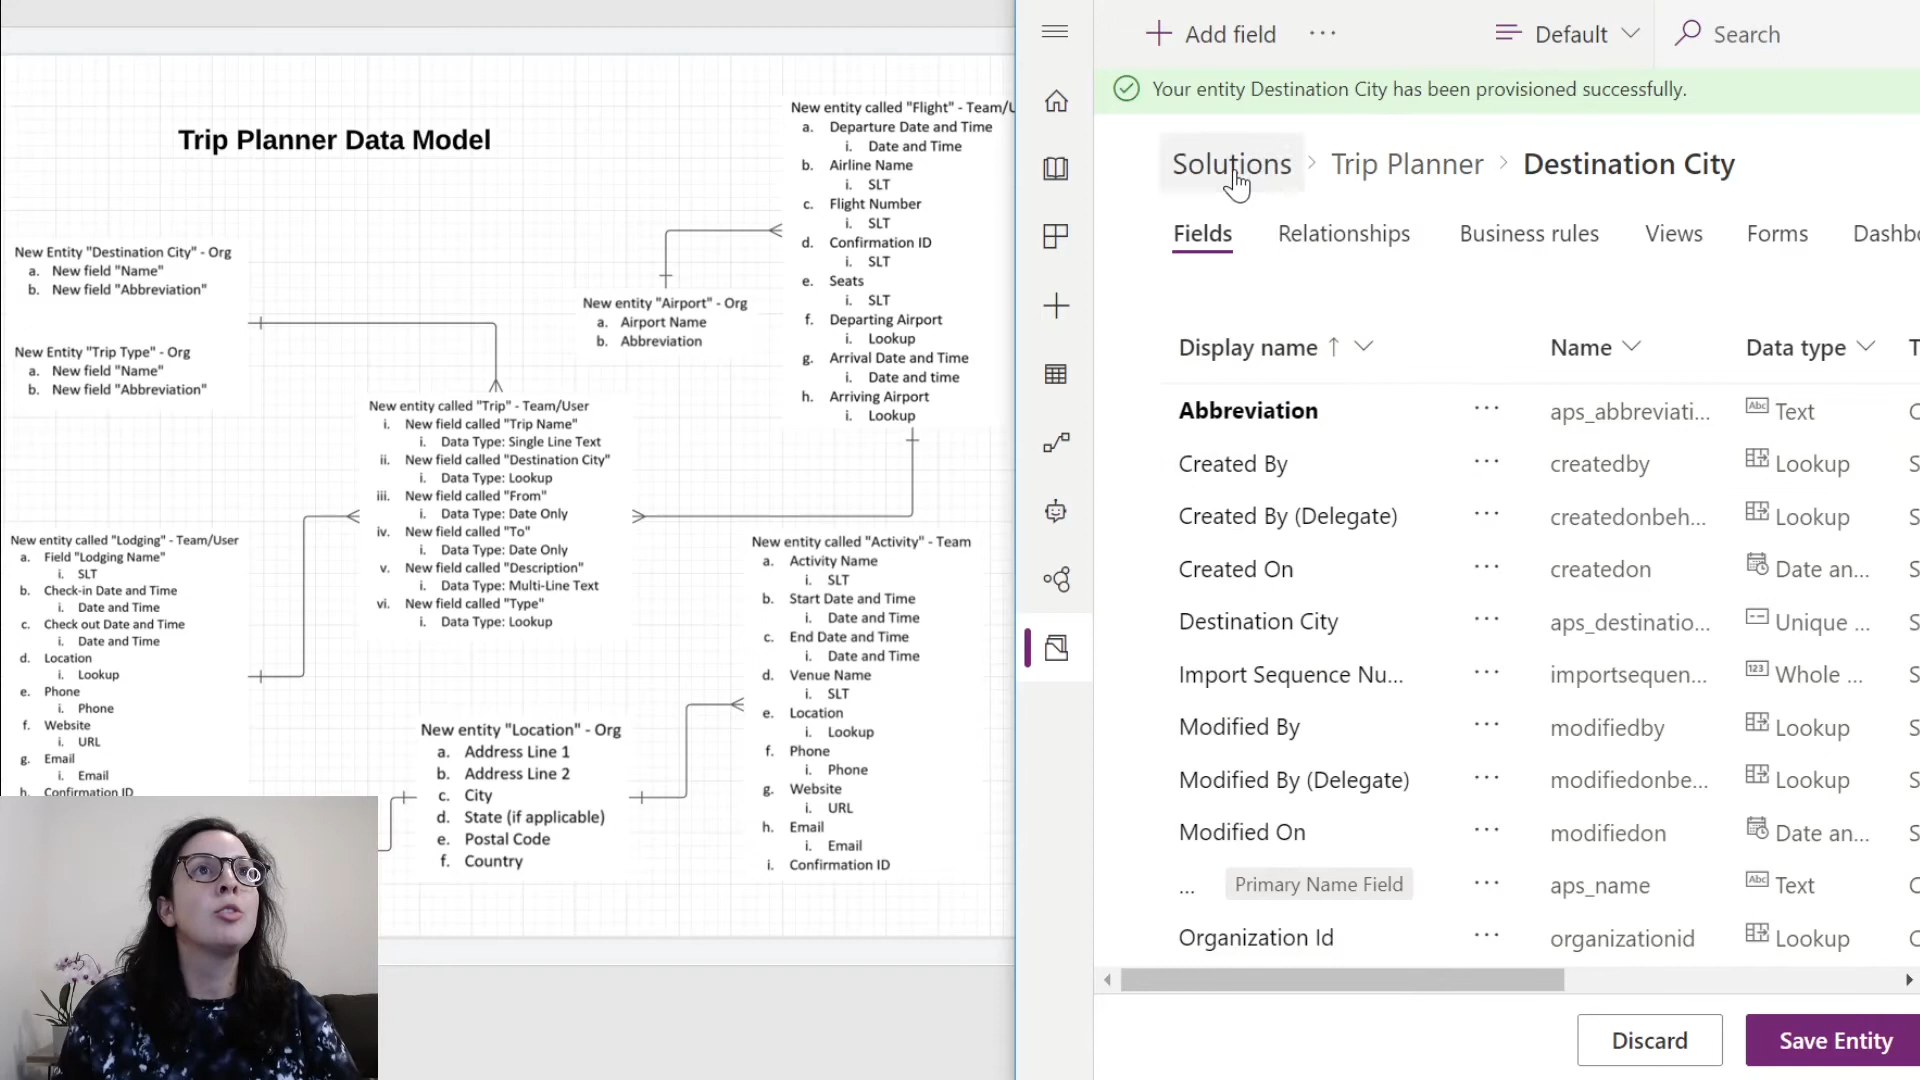 Trip Planner Data Model
New Entity "Destination City" - Org
a. New field "Name"
b. New field "Abbreviation"
New Entity "Trip Type" - Org
a. New field "Name"
b. New field "Abbreviation"
New entity called "Lodging" - Team/User
a. Field "Lodging Name"
i. SLT
b. Check-in Date and Time
i. Date and Time
c. Check out Date and Time
i. Date and Time
d. Location
i. Lookup
e. Phone
i. Phone
f. Website
i. URL
g. Email
i. Email
h. Confirmation ID
New entity called "Trip" - Team/User
i. New field called "Trip Name"
i. Data Type: Single Line Text
ii. New field called "Destination City"
i. Data Type: Lookup
iii. New field called "From"
i. Data Type: Date Only
iv. New field called "To"
i. Data Type: Date Only
v. New field called "Description"
i. Data Type: Multi-Line Text
vi. New field called "Type"
i. Data Type: Lookup
New entity "Location" - Org
a. Address Line 1
b. Address Line 2
c. City
d. State (if applicable)
e. Postal Code
f. Country
New entity "Airport" - Org
a. Airport Name
b. Abbreviation
New entity called "Flight" - Team/U
a. Departure Date and Time
i. Date and Time
b. Airline Name
i. SLT
c. Flight Number
i. SLT
d. Confirmation ID
i. SLT
e. Seats
i. SLT
f. Departing Airport
i. Lookup
g. Arrival Date and Time
i. Date and time
h. Arriving Airport
i. Lookup
New entity called "Activity" - Team
a. Activity Name
i. SLT
b. Start Date and Time
i. Date and Time
c. End Date and Time
i. Date and Time
d. Venue Name
i. SLT
e. Location
i. Lookup
f. Phone
i. Phone
g. Website
i. URL
h. Email
i. Email
i. Confirmation ID
Add field ··· Default Search
Your entity Destination City has been provisioned successfully.
Solutions > Trip Planner > Destination City
Fields Relationships Business rules Views Forms Dashbo
Display name ↑ Name Data type T
Abbreviation ··· aps_abbreviati... Abc Text C
Created By ··· createdby Lookup S
Created By (Delegate) ··· createdonbeh... Lookup S
Created On ··· createdon Date an... S
Destination City ··· aps_destinatio... Unique ... S
Import Sequence Nu... ··· importsequen... 123 Whole ... S
Modified By ··· modifiedby Lookup S
Modified By (Delegate) ··· modifiedonbe... Lookup S
Modified On ··· modifiedon Date an... S
... Primary Name Field ··· aps_name Abc Text C
Organization Id ··· organizationid Lookup C
Discard Save Entity